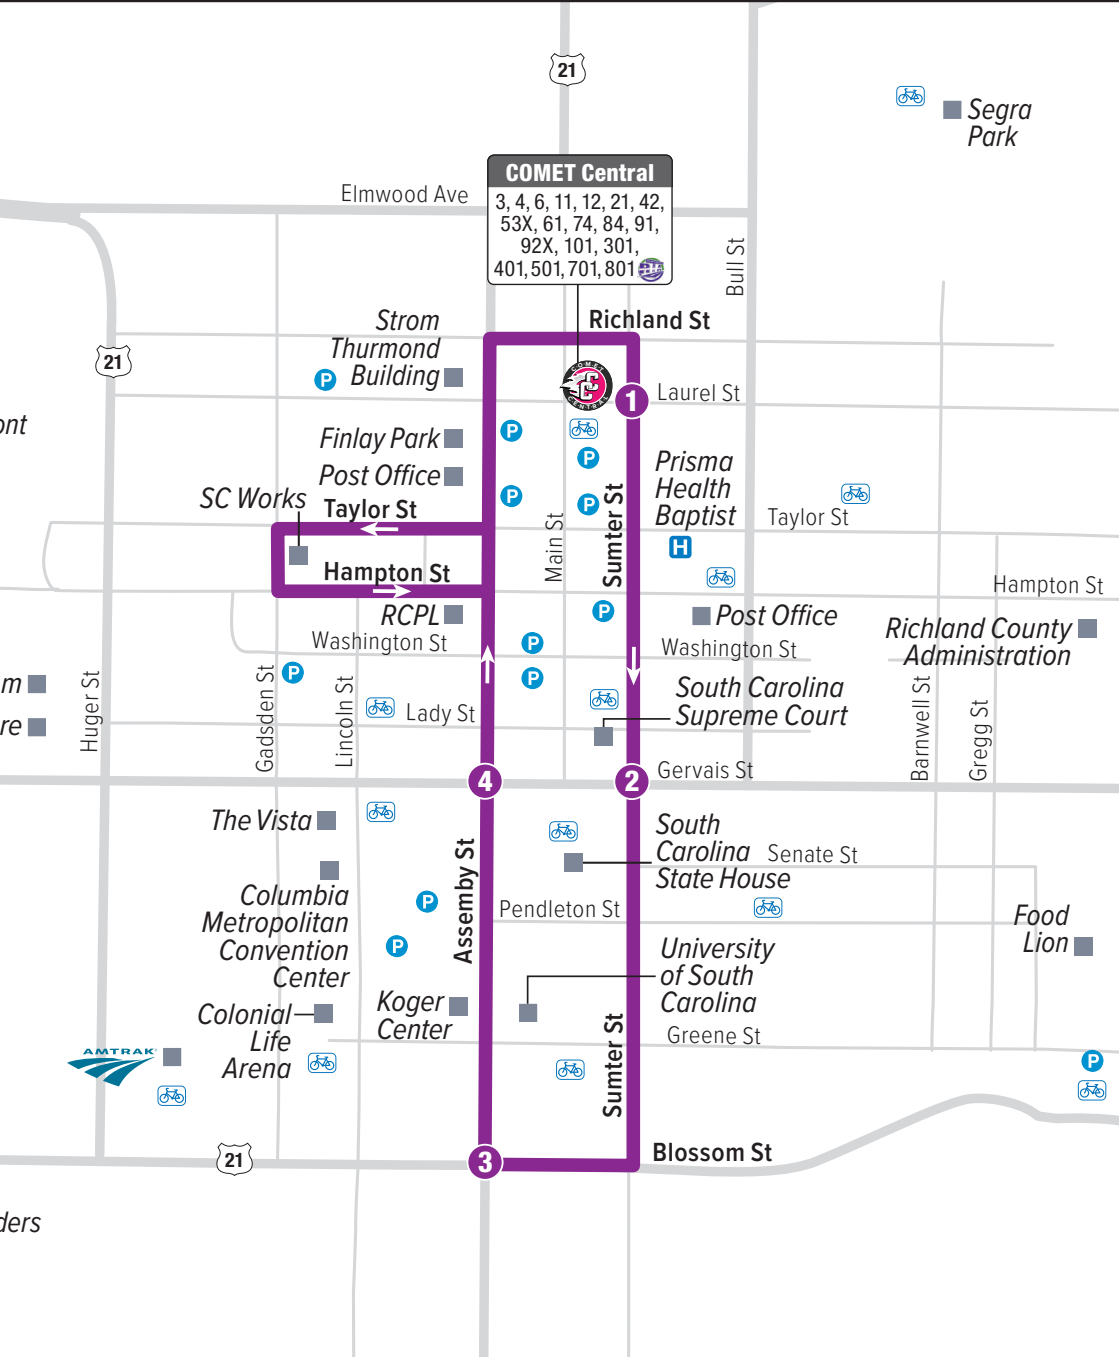 21
Segra
Park
COMET Central
3, 4, 6, 11, 12, 21, 42,
53X, 61, 74, 84, 91,
92X, 101, 301,
401,501,701,801
Elmwood Ave
Bull St
Richland St
Strom
Thurmond
Building
P
21
COMET
CENTRAL
1
Laurel St
ont
Finlay Park
P
P
Post Office
P
P
Prisma
Health
Baptist
H
SC Works
Taylor St
Main St
Sumter St
Taylor St
Hampton St
Hampton St
RCPL
P
Post Office
Richland County
Administration
Washington St
P
P
Washington St
P
m
re
Huger St
Gadsden St
Lincoln St
Lady St
South Carolina
Supreme Court
Barnwell St
Gregg St
4
2
Gervais St
The Vista
South
Carolina
State House
Senate St
Columbia
Metropolitan
Convention
Center
Assemby St
P
P
Pendleton St
Food
Lion
University
of South
Carolina
Koger
Center
Colonial
Life
Arena
Greene St
AMTRAK
P
Sumter St
21
3
Blossom St
ders